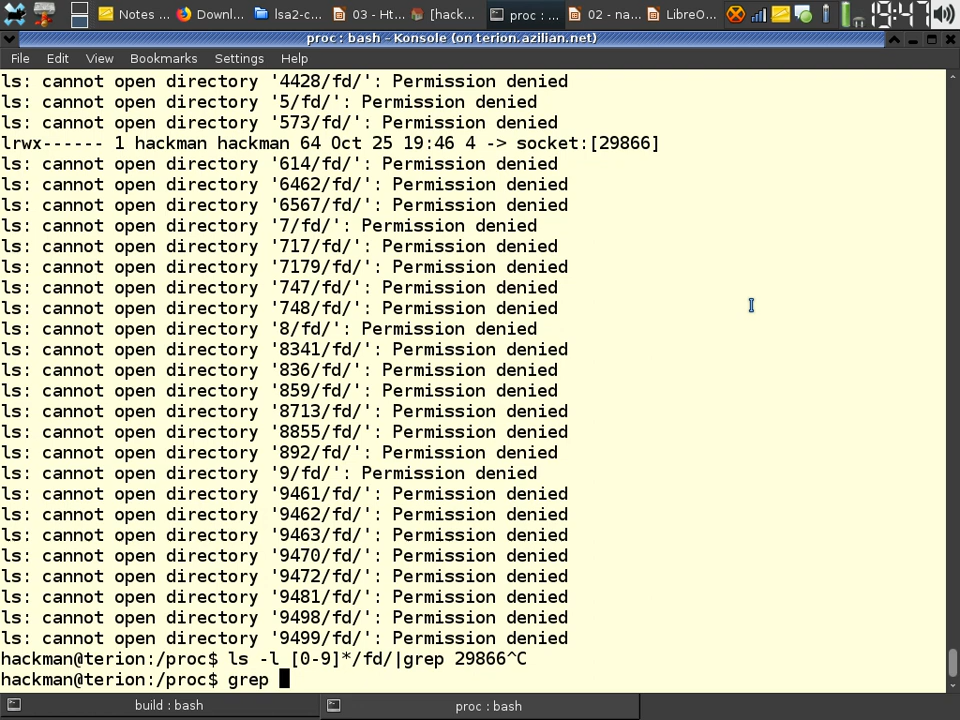 Notes ...
Downl...
lsa2-c...
03 - Ht...
[hack...
proc : ...
02 - na...
LibreO...
19:47
proc : bash – Konsole (on terion.azilian.net)
File Edit View Bookmarks Settings Help
ls: cannot open directory '4428/fd/': Permission denied
ls: cannot open directory '5/fd/': Permission denied
ls: cannot open directory '573/fd/': Permission denied
lrwx------ 1 hackman hackman 64 Oct 25 19:46 4 -> socket:[29866]
ls: cannot open directory '614/fd/': Permission denied
ls: cannot open directory '6462/fd/': Permission denied
ls: cannot open directory '6567/fd/': Permission denied
ls: cannot open directory '7/fd/': Permission denied
ls: cannot open directory '717/fd/': Permission denied
ls: cannot open directory '7179/fd/': Permission denied
ls: cannot open directory '747/fd/': Permission denied
ls: cannot open directory '748/fd/': Permission denied
ls: cannot open directory '8/fd/': Permission denied
ls: cannot open directory '8341/fd/': Permission denied
ls: cannot open directory '836/fd/': Permission denied
ls: cannot open directory '859/fd/': Permission denied
ls: cannot open directory '8713/fd/': Permission denied
ls: cannot open directory '8855/fd/': Permission denied
ls: cannot open directory '892/fd/': Permission denied
ls: cannot open directory '9/fd/': Permission denied
ls: cannot open directory '9461/fd/': Permission denied
ls: cannot open directory '9462/fd/': Permission denied
ls: cannot open directory '9463/fd/': Permission denied
ls: cannot open directory '9470/fd/': Permission denied
ls: cannot open directory '9472/fd/': Permission denied
ls: cannot open directory '9481/fd/': Permission denied
ls: cannot open directory '9498/fd/': Permission denied
ls: cannot open directory '9499/fd/': Permission denied
hackman@terion:/proc$ ls -l [0-9]*/fd/|grep 29866^C
hackman@terion:/proc$ grep
build : bash
proc : bash